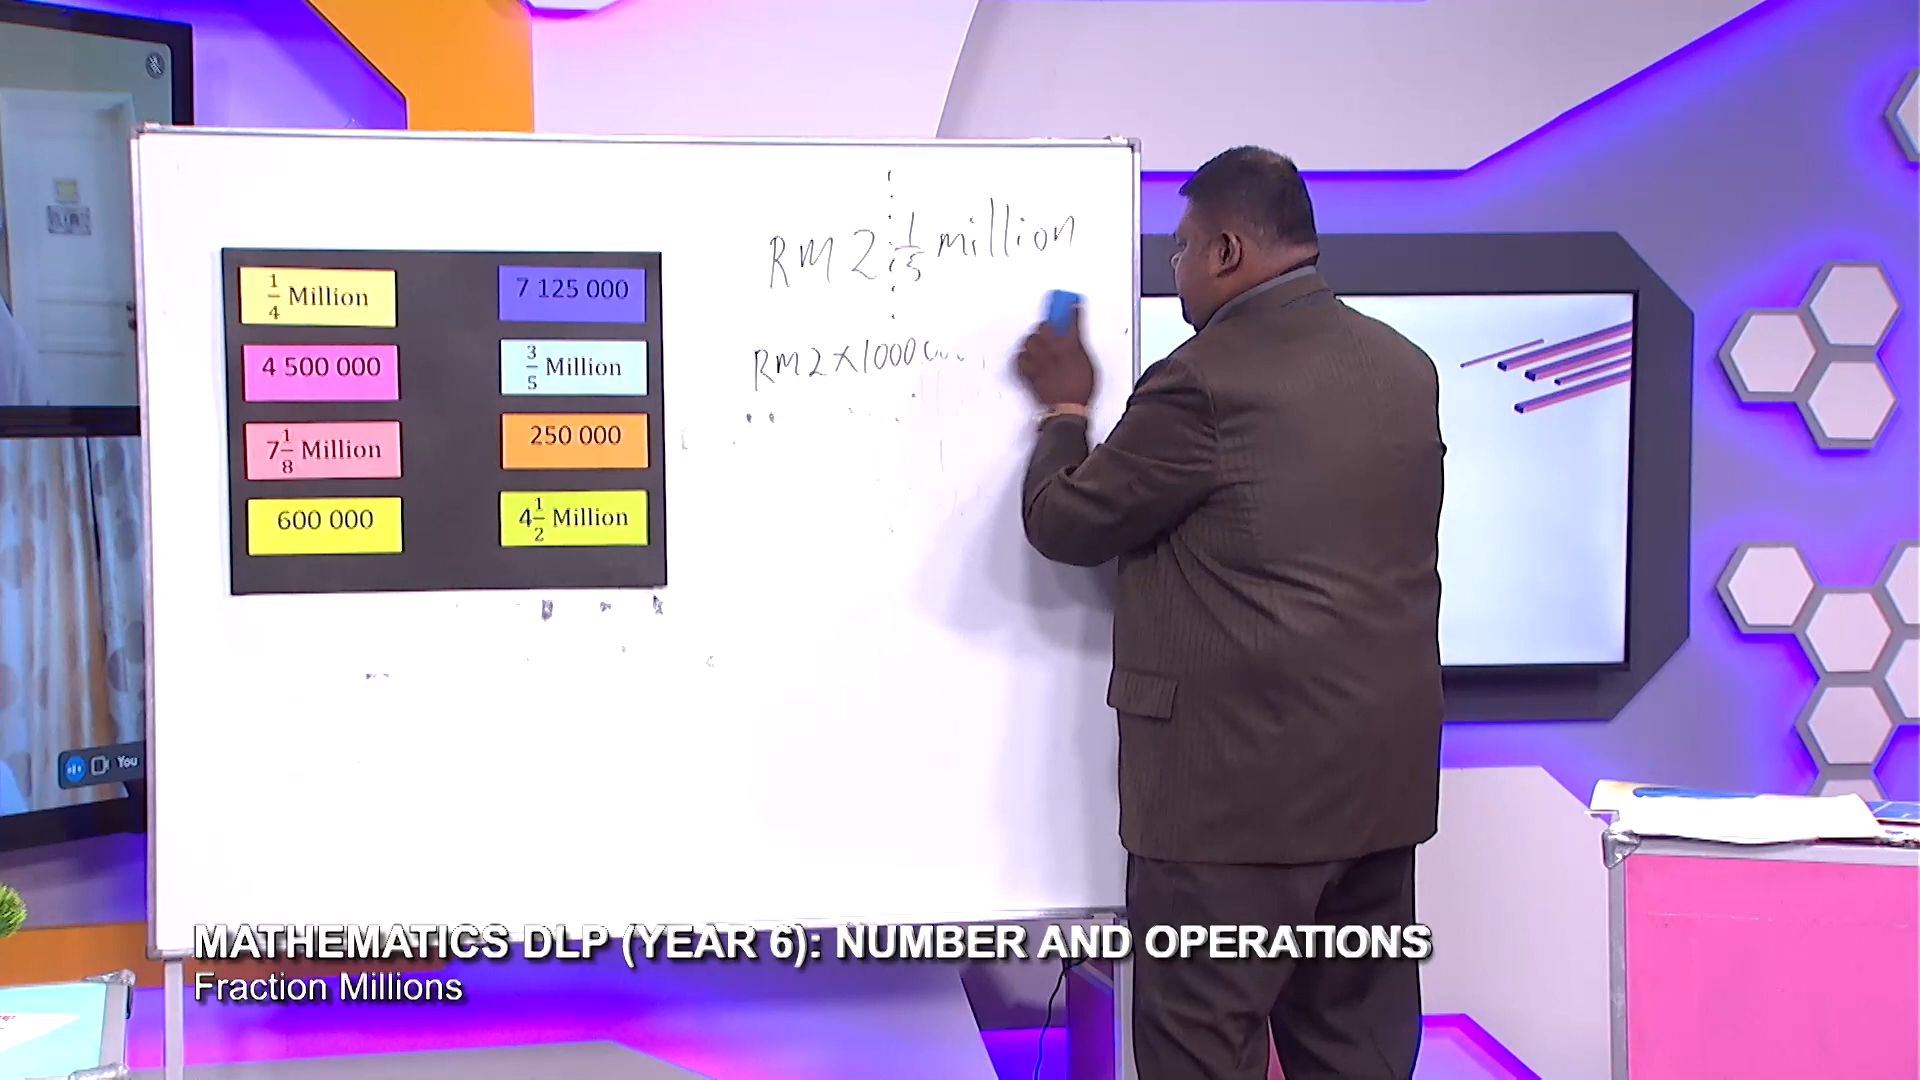 RM 2 1/5 million
RM 2 × 1000
1/4 Million
7 125 000
4 500 000
3/5 Million
7 1/8 Million
250 000
600 000
4 1/2 Million
You
MATHEMATICS DLP (YEAR 6): NUMBER AND OPERATIONS
Fraction Millions